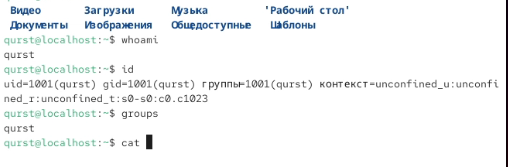 Видео Загрузки Музыка 'Рабочий стол'
Документы Изображения Общедоступные Шаблоны
qurst@localhost:~$ whoami
qurst
qurst@localhost:~$ id
uid=1001(qurst) gid=1001(qurst) группы=1001(qurst) контекст=unconfined_u:unconfi
ned_r:unconfined_t:s0-s0:c0.c1023
qurst@localhost:~$ groups
qurst
qurst@localhost:~$ cat